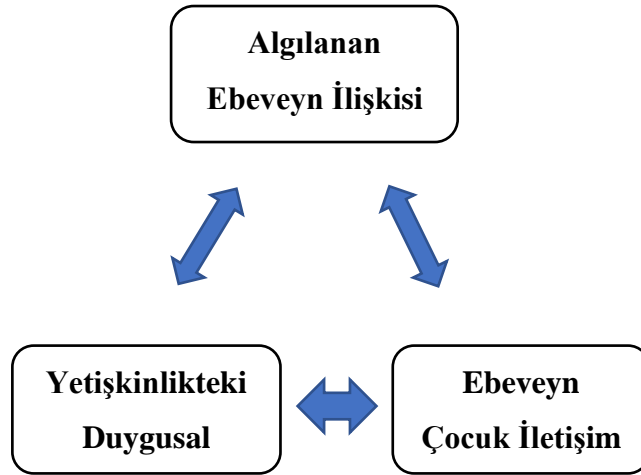 Algılanan
Ebeveyn İlişkisi
Yetişkinlikteki
Duygusal
Ebeveyn
Çocuk İletişim